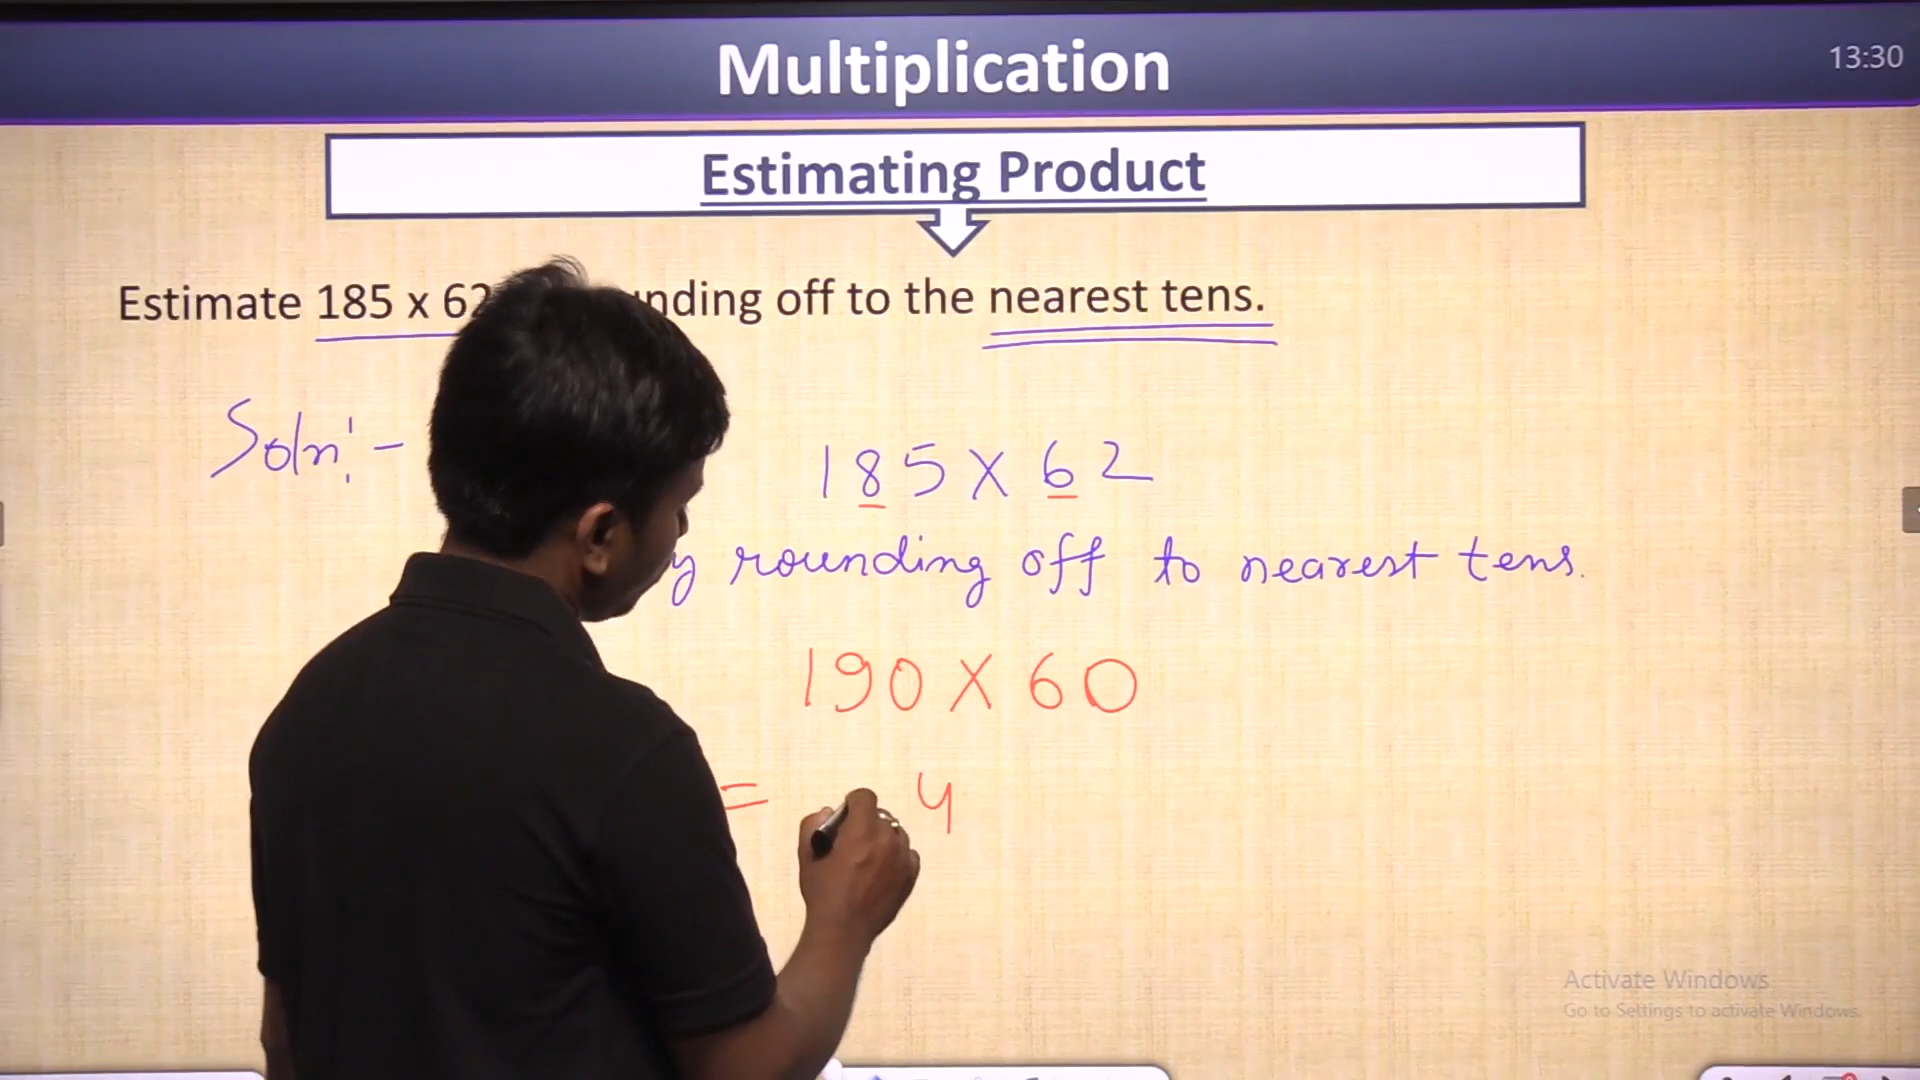 Multiplication
13:30
Estimating Product
Estimate 185 x 62 off to the nearest tens.
Soln:-
185 X 62
rounding off to nearest tens.
190 X 60
= 4
Activate Windows
Go to Settings to activate Windows.